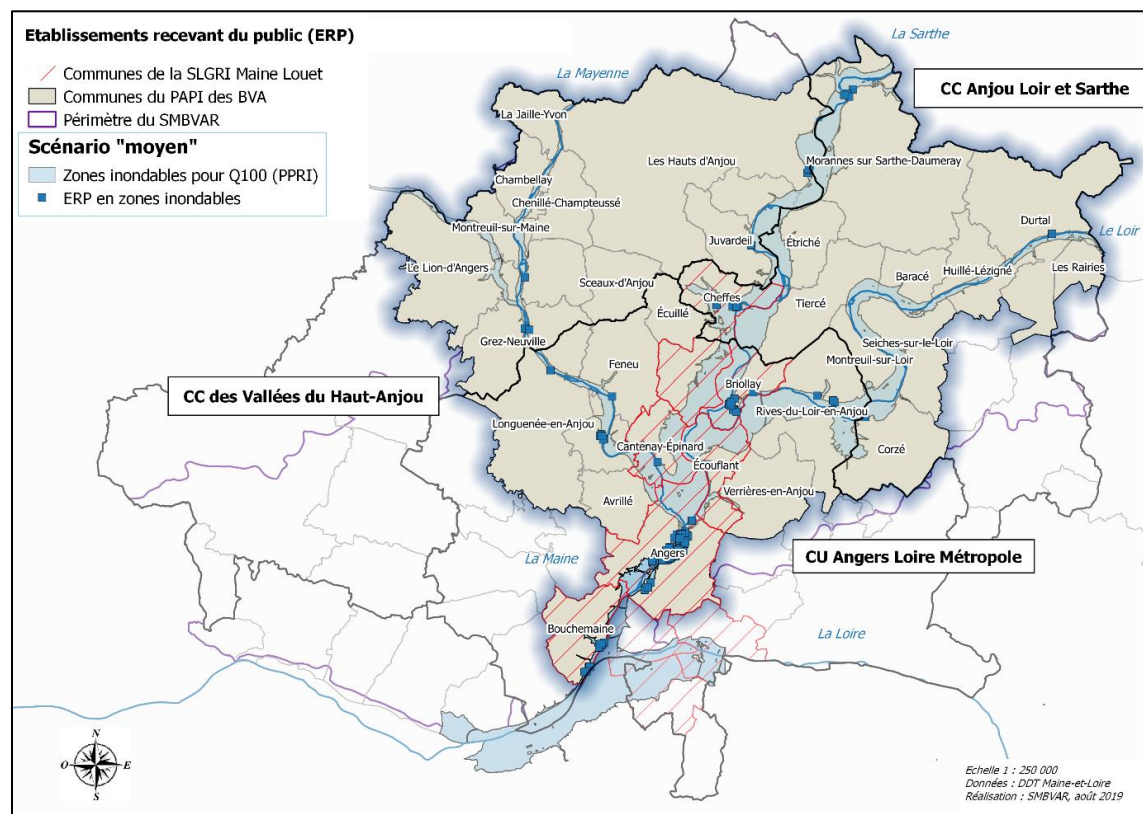 Etablissements recevant du public (ERP)
Communes de la SLGRI Maine Louet
Communes du PAPI des BVA
Périmètre du SMBVAR
Scénario "moyen"
Zones inondables pour Q100 (PPRI)
ERP en zones inondables
La Sarthe
La Mayenne
CC Anjou Loir et Sarthe
La Jaille-Yvon
Les Hauts d'Anjou
Morannes sur Sarthe-Daumeray
Chambellay
Chenillé-Champteussé
Durtal
Montreuil-sur-Maine
Le Loir
Juvardeil
Étriché
Le Lion-d'Angers
Baracé
Huillé-Lézigné
Les Rairies
Sceaux-d'Anjou
Cheffes
Tiercé
Écuillé
Grez-Neuville
Seiches-sur-le-Loir
Feneu
Montreuil-sur-Loir
CC des Vallées du Haut-Anjou
Briollay
Rives-du-Loir-en-Anjou
Longuenée-en-Anjou
Cantenay-Épinard
Corzé
Écouflant
Avrillé
Verrières-en-Anjou
La Maine
Angers
CU Angers Loire Métropole
Bouchemaine
La Loire
N
O
E
S
Echelle 1 : 250 000
Données : DDT Maine-et-Loire
Réalisation : SMBVAR, août 2019